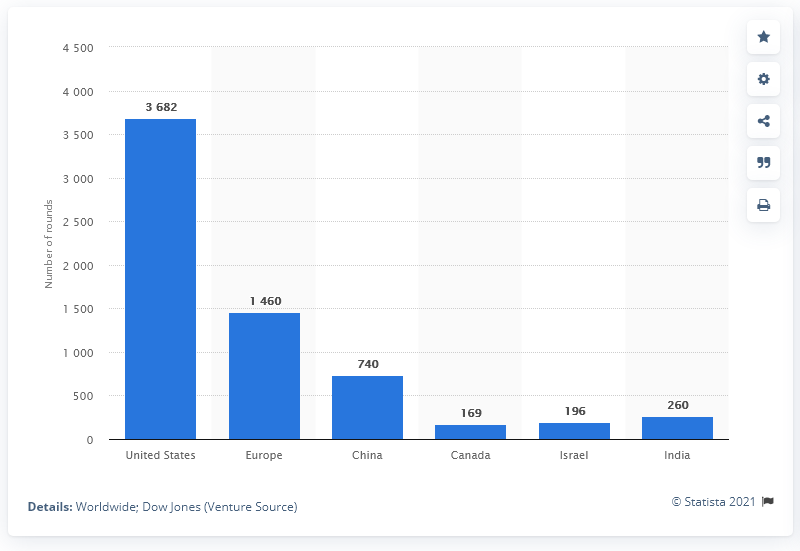 4 500
4 000
3 500
3 000
2 500
2 000
1 500
1 000
500
0
Number of rounds
3 682
1 460
740
169
196
260
United States
Europe
China
Canada
Israel
India
Details: Worldwide; Dow Jones (Venture Source)
© Statista 2021